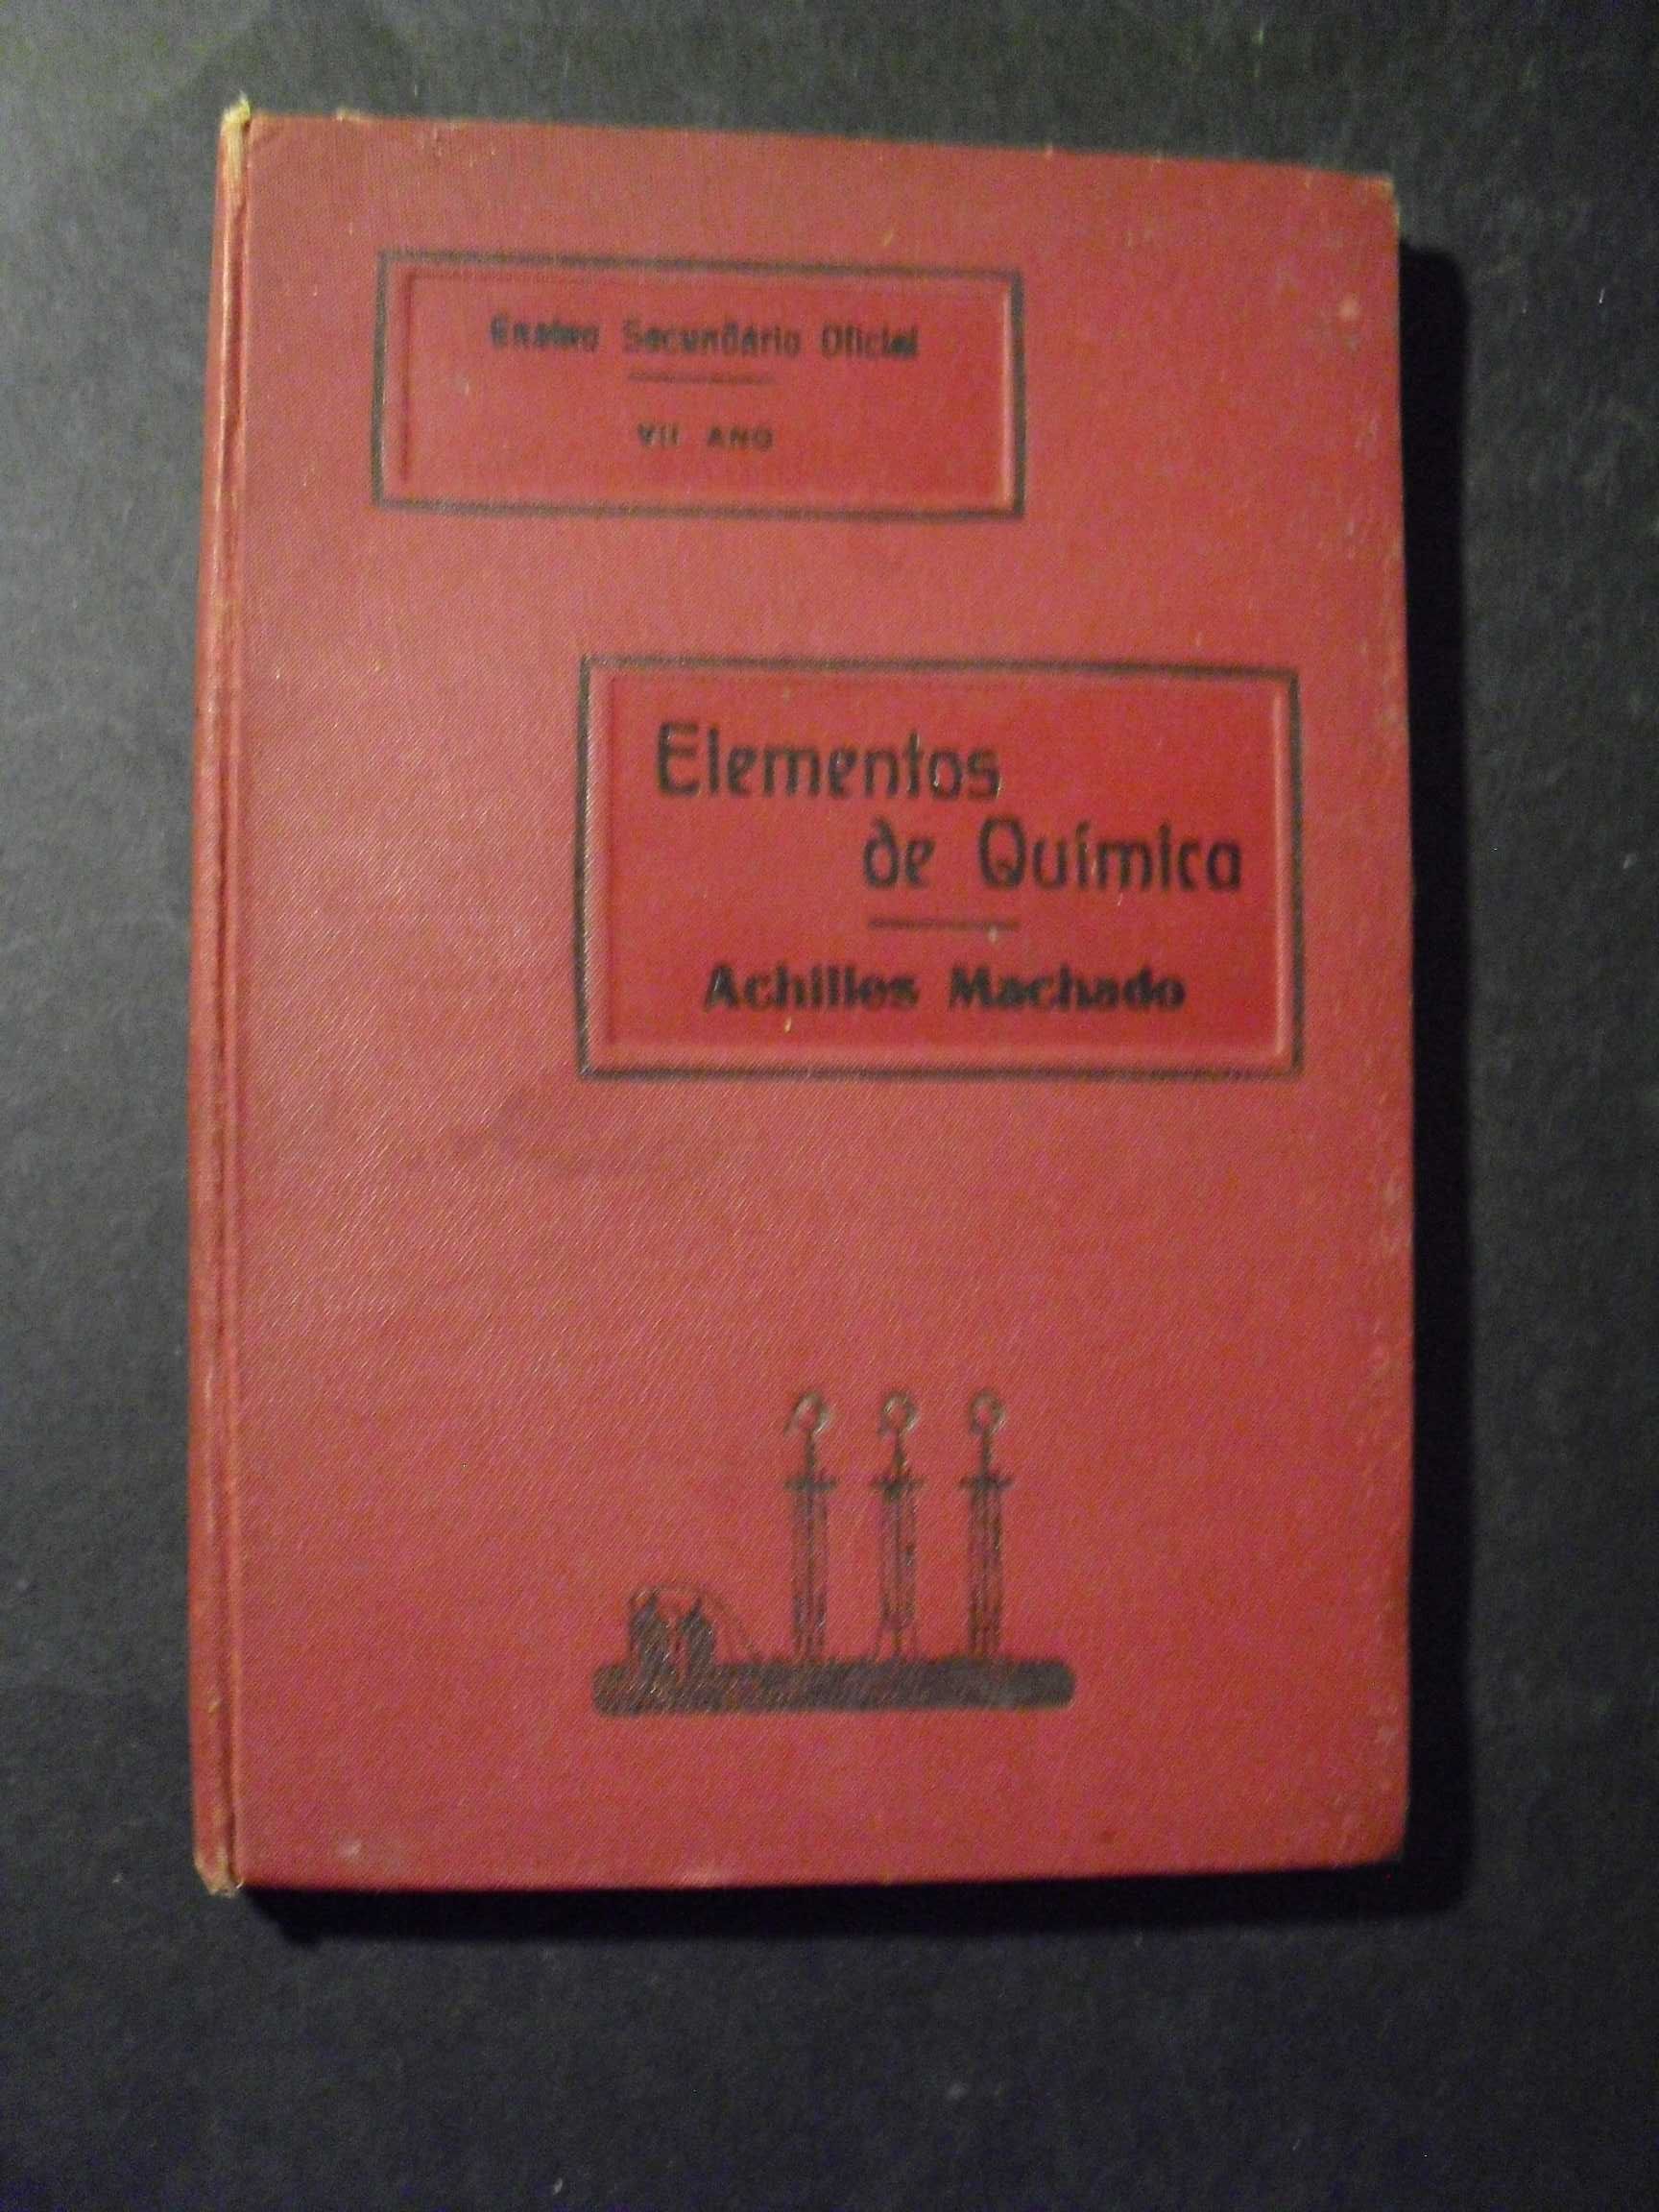 Ensino Secundário Oficial
VII ANO
Elementos
de Química
Achilles Machado